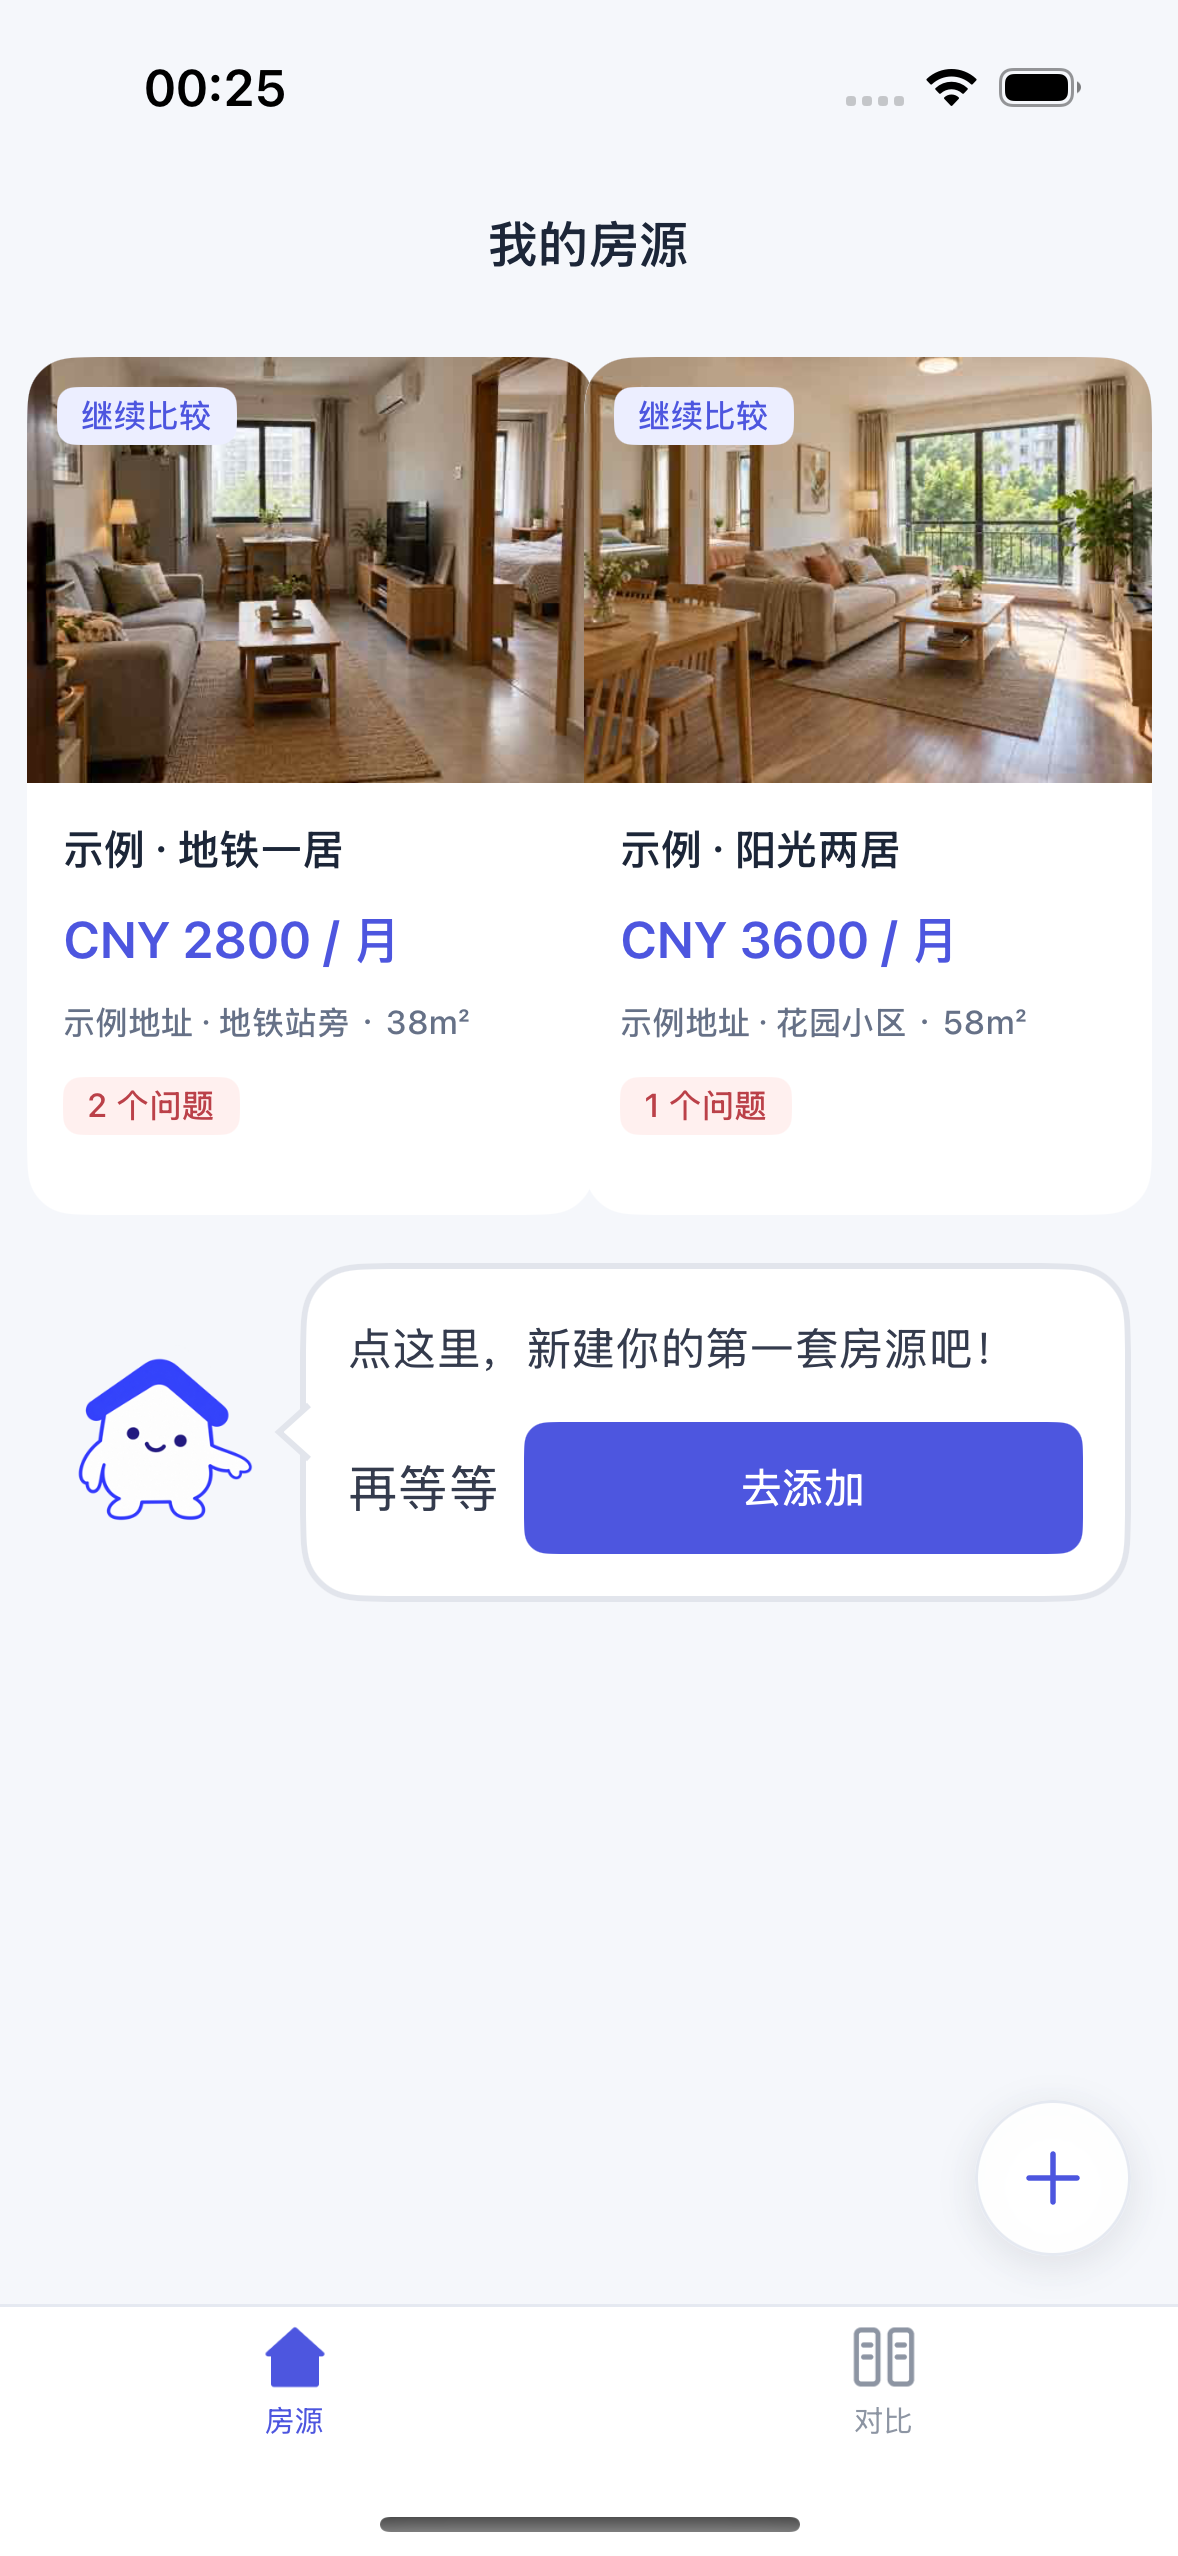 00:25
我的房源
继续比较
继续比较
示例 · 地铁一居
CNY 2800 / 月
示例地址 · 地铁站旁 · 38m²
2 个问题
示例 · 阳光两居
CNY 3600 / 月
示例地址 · 花园小区 · 58m²
1 个问题
点这里，新建你的第一套房源吧！
再等等
去添加
房源
对比